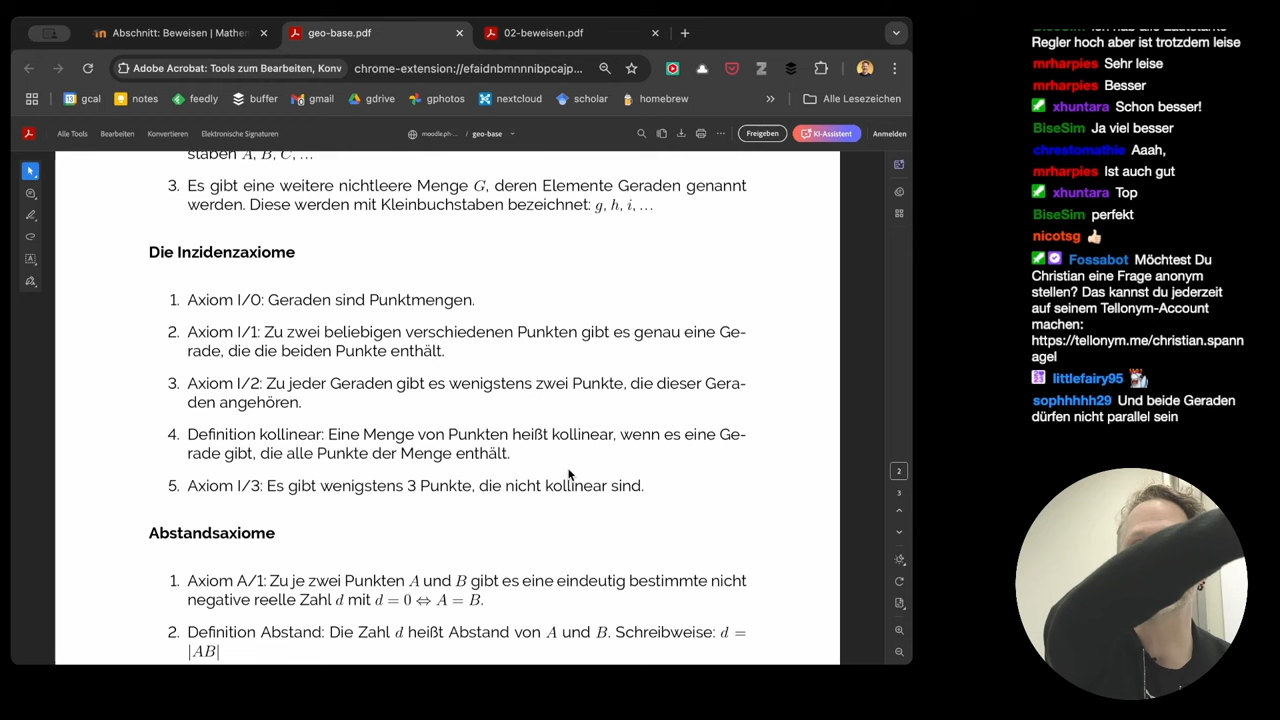 Abschnitt: Beweisen | Mathen
geo-base.pdf
02-beweisen.pdf
Adobe Acrobat: Tools zum Bearbeiten, Konv
chrome-extension://efaidnbmnnnibpcajp...
gcal
notes
feedly
buffer
gmail
gdrive
gphotos
nextcloud
scholar
homebrew
Alle Lesezeichen
Alle Tools
Bearbeiten
Konvertieren
Elektronische Signaturen
moodle.ph-... / geo-base
Freigeben
KI-Assistent
Anmelden
staben A, B, C, ...
3. Es gibt eine weitere nichtleere Menge G, deren Elemente Geraden genannt
werden. Diese werden mit Kleinbuchstaben bezeichnet: g, h, i, ...
Die Inzidenzaxiome
1. Axiom I/0: Geraden sind Punktmengen.
2. Axiom I/1: Zu zwei beliebigen verschiedenen Punkten gibt es genau eine Ge-
rade, die die beiden Punkte enthält.
3. Axiom I/2: Zu jeder Geraden gibt es wenigstens zwei Punkte, die dieser Gera-
den angehören.
4. Definition kollinear: Eine Menge von Punkten heißt kollinear, wenn es eine Ge-
rade gibt, die alle Punkte der Menge enthält.
5. Axiom I/3: Es gibt wenigstens 3 Punkte, die nicht kollinear sind.
Abstandsaxiome
1. Axiom A/1: Zu je zwei Punkten A und B gibt es eine eindeutig bestimmte nicht
negative reelle Zahl d mit d = 0 ⇔ A = B.
2. Definition Abstand: Die Zahl d heißt Abstand von A und B. Schreibweise: d =
|AB|
2
3
Regler hoch aber ist trotzdem leise
mrharpies Sehr leise
mrharpies Besser
xhuntara Schon besser!
BiseSim Ja viel besser
chrestomathie Aaah,
mrharpies Ist auch gut
xhuntara Top
BiseSim perfekt
nicotsg 👍🏻
Fossabot Möchtest Du
Christian eine Frage anonym
stellen? Das kannst du jederzeit
auf seinem Tellonym-Account
machen:
https://tellonym.me/christian.spann
agel
littlefairy95
sophhhhh29 Und beide Geraden
dürfen nicht parallel sein